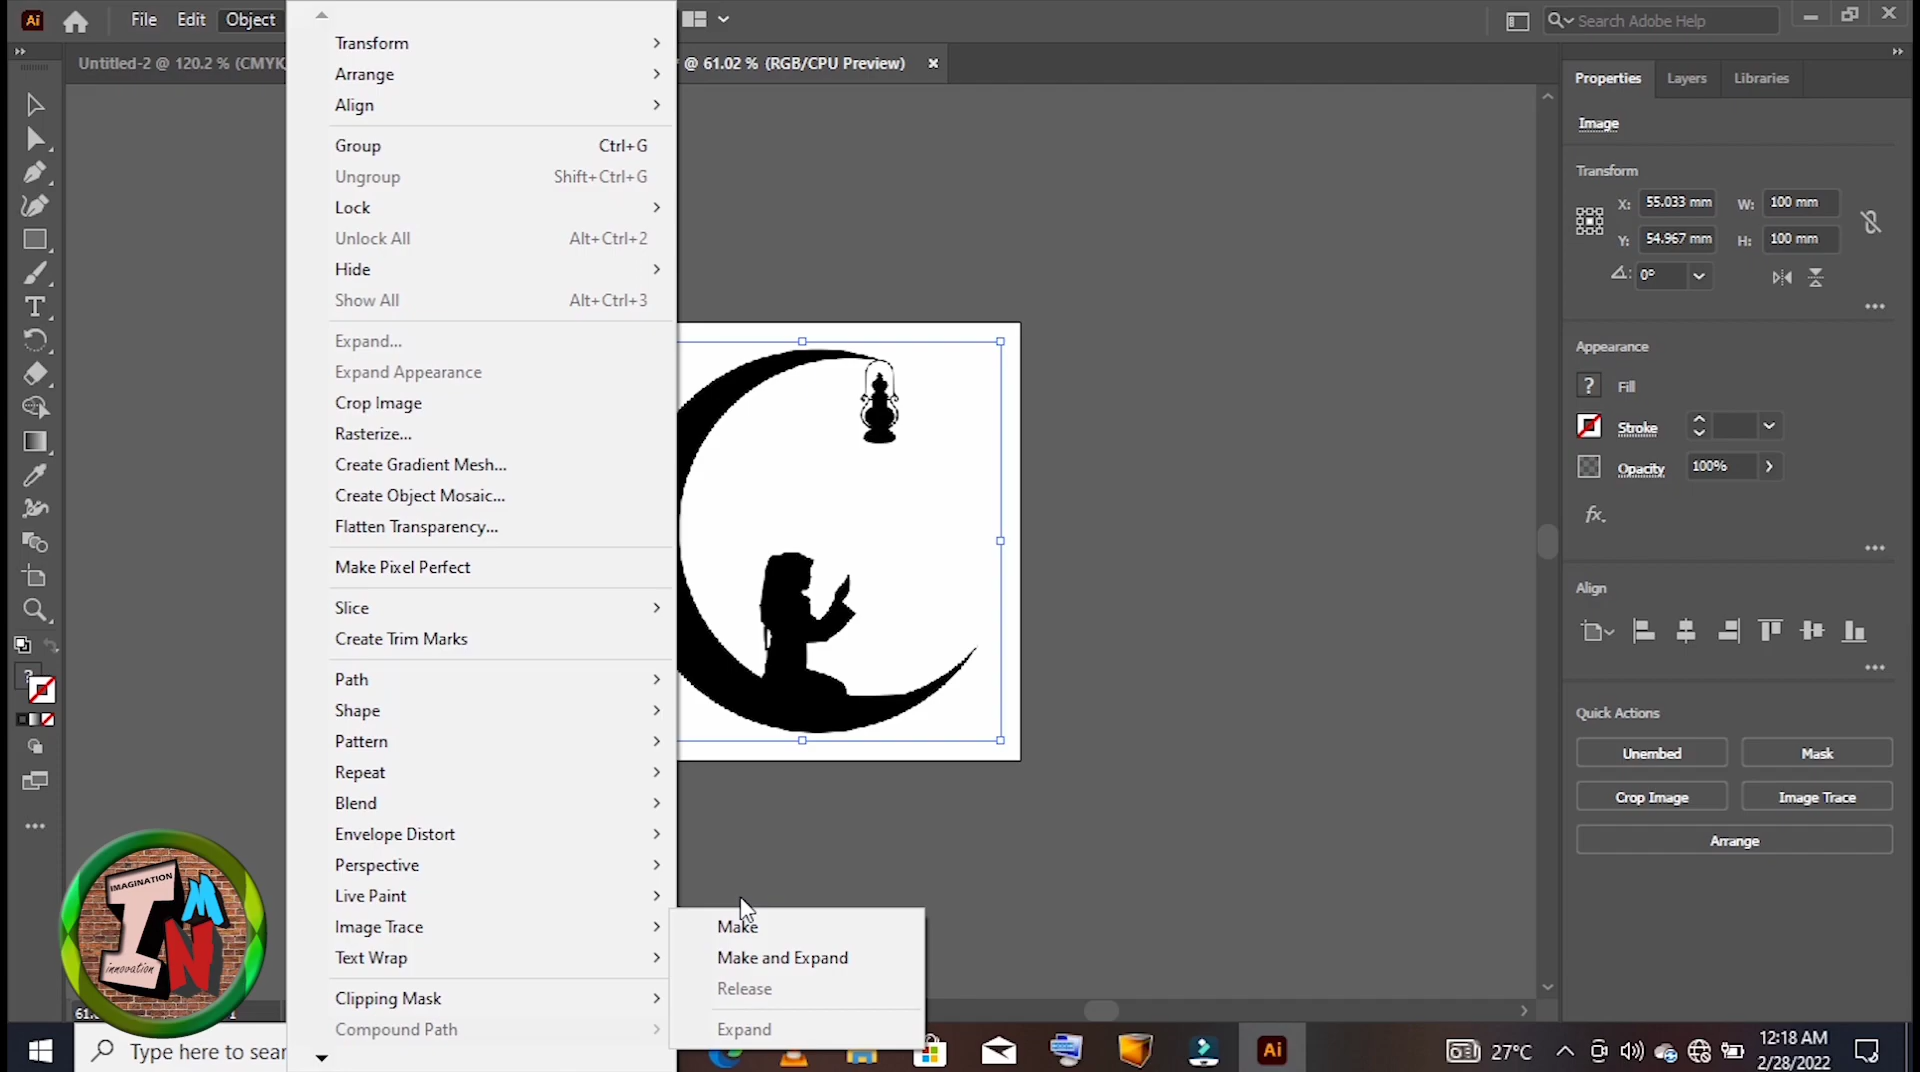 Ai
File
Edit
Object
Search Adobe Help
Untitled-2 @ 120.2 % (CMYK
@ 61.02 % (RGB/CPU Preview)
Transform
Arrange
Align
Group Ctrl+G
Ungroup Shift+Ctrl+G
Lock
Unlock All Alt+Ctrl+2
Hide
Show All Alt+Ctrl+3
Expand...
Expand Appearance
Crop Image
Rasterize...
Create Gradient Mesh...
Create Object Mosaic...
Flatten Transparency...
Make Pixel Perfect
Slice
Create Trim Marks
Path
Shape
Pattern
Repeat
Blend
Envelope Distort
Perspective
Live Paint
Image Trace
Text Wrap
Clipping Mask
Compound Path
Make
Make and Expand
Release
Expand
Properties
Layers
Libraries
Image
Transform
X: 55.033 mm W: 100 mm
Y: 54.967 mm H: 100 mm
0°
Appearance
? Fill
Stroke
Opacity 100%
fx.
Align
Quick Actions
Unembed
Mask
Crop Image
Image Trace
Arrange
IMAGINATION
I M N
innovation
61.
Type here to sear
Ai
27°C
12:18 AM
2/28/2022